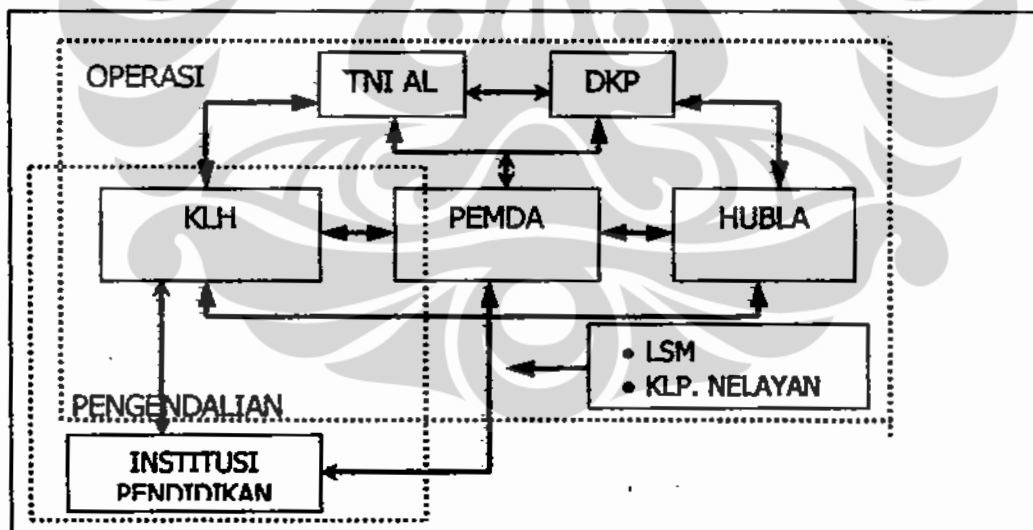 OPERASI
TNI AL
DKP
KLH
PEMDA
HUBLA
• LSM
• KLP. NELAYAN
PENGENDALIAN
INSTITUSI
PENDIDIKAN